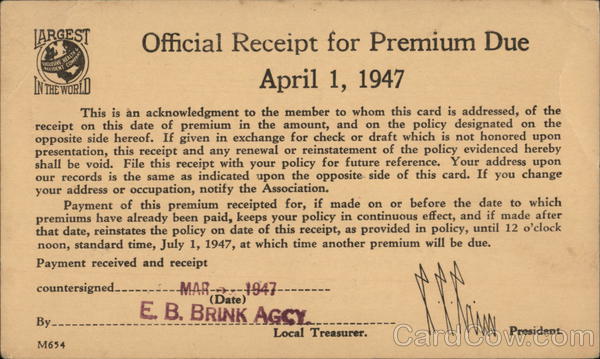 LARGEST
EXCLUSIVE HEALTH &
ACCIDENT COMPANY
IN THE WORLD
Official Receipt for Premium Due
April 1, 1947
This is an acknowledgment to the member to whom this card is addressed, of the
receipt on this date of premium in the amount, and on the policy designated on the
opposite side hereof. If given in exchange for check or draft which is not honored upon
presentation, this receipt and any renewal or reinstatement of the policy evidenced hereby
shall be void. File this receipt with your policy for future reference. Your address upon
our records is the same as indicated upon the opposite side of this card. If you change
your address or occupation, notify the Association.
Payment of this premium receipted for, if made on or before the date to which
premiums have already been paid, keeps your policy in continuous effect, and if made after
that date, reinstates the policy on date of this receipt, as provided in policy, until 12 o'clock
noon, standard time, July 1, 1947, at which time another premium will be due.
Payment received and receipt
countersigned MAR 1947
(Date)
By E. B. BRINK AGCY.
Local Treasurer.
President.
M654
CardCow.com